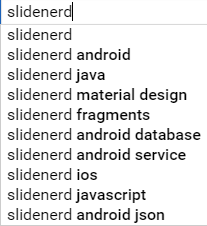 slidenerd
slidenerd
slidenerd android
slidenerd java
slidenerd material design
slidenerd fragments
slidenerd android database
slidenerd android service
slidenerd ios
slidenerd javascript
slidenerd android json